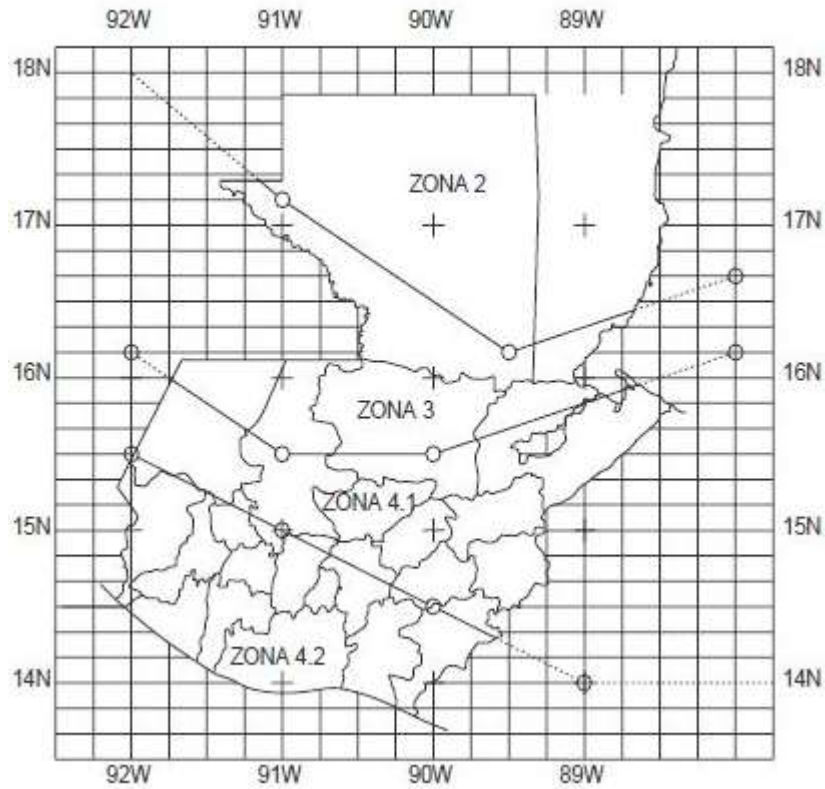 92W 91W 90W 89W
18N 18N
ZONA 2
17N 17N
16N 16N
ZONA 3
ZONA 4.1
15N 15N
ZONA 4.2
14N 14N
92W 91W 90W 89W